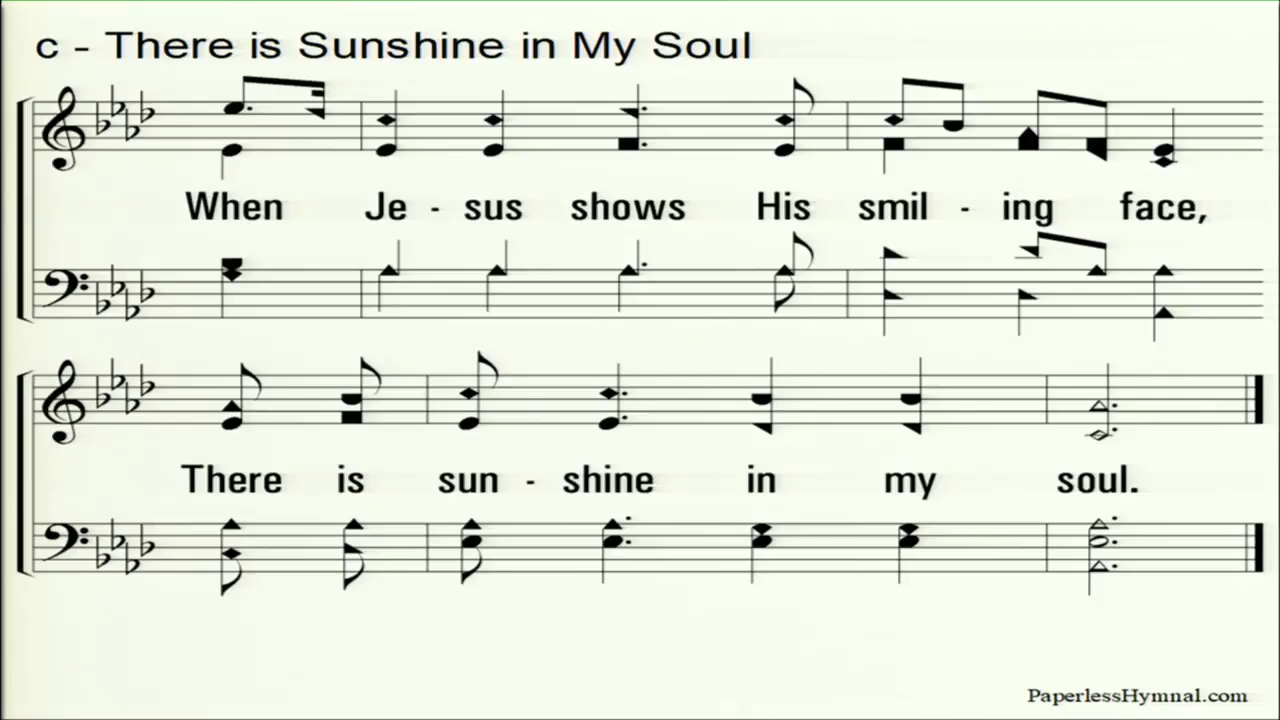 c - There is Sunshine in My Soul
When Je - sus shows His smil - ing face,
There is sun - shine in my soul.
PaperlessHymnal.com